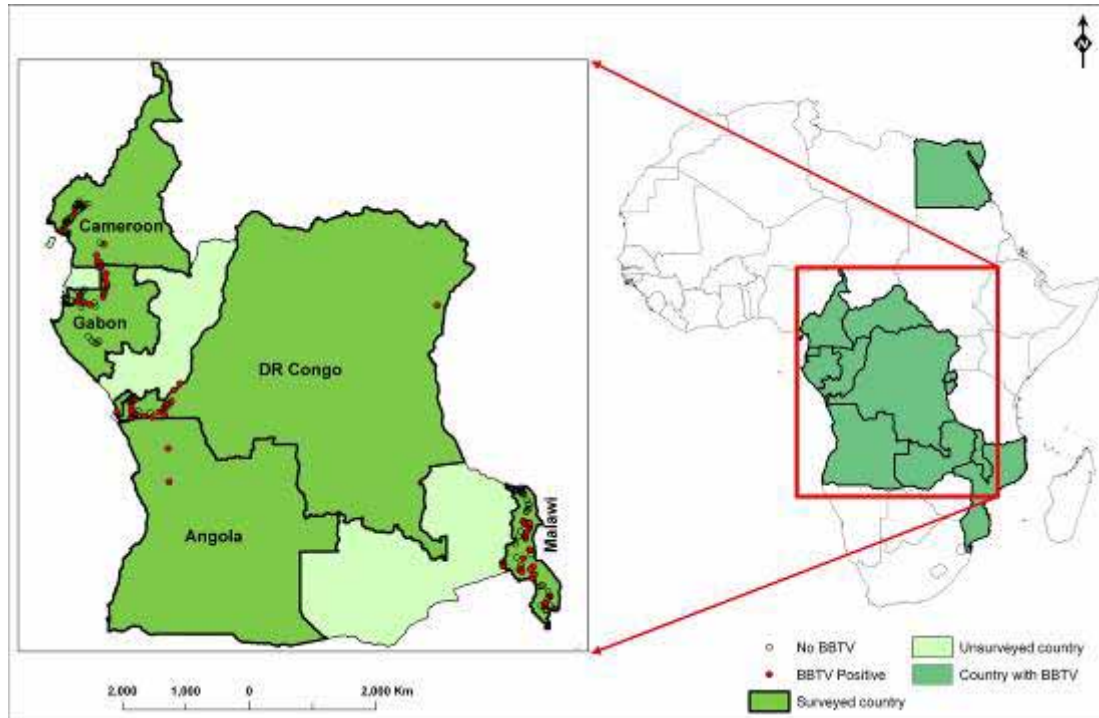 N
Cameroon
Gabon
DR Congo
Angola
Malawi
No BBTV
BBTV Positive
Surveyed country
Unsurveyed country
Country with BBTV
2,000 1,000 0 2,000 Km